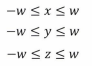 −w ≤ x ≤ w
−w ≤ y ≤ w
−w ≤ z ≤ w